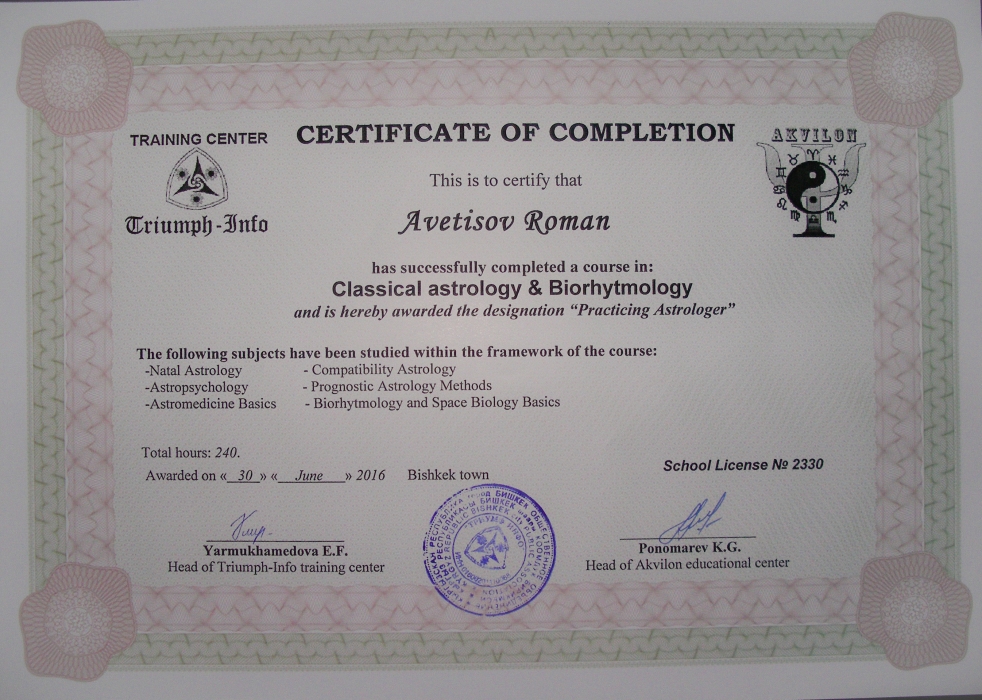 TRAINING CENTER
Triumph-Info
CERTIFICATE OF COMPLETION
AKVILON
This is to certify that
Avetisov Roman
has successfully completed a course in:
Classical astrology & Biorhytmology
and is hereby awarded the designation “Practicing Astrologer”
The following subjects have been studied within the framework of the course:
-Natal Astrology - Compatibility Astrology
-Astropsychology - Prognostic Astrology Methods
-Astromedicine Basics - Biorhytmology and Space Biology Basics
Total hours: 240.
Awarded on « 30 » « June » 2016 Bishkek town
School License № 2330
Yarmukhamedova E.F.
Head of Triumph-Info training center
Ponomarev K.G.
Head of Akvilon educational center